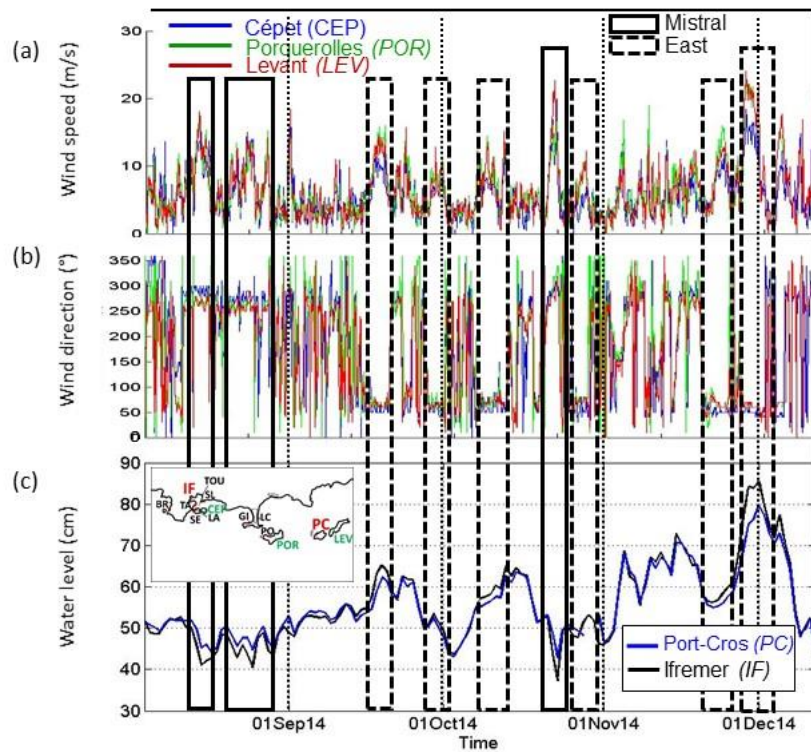 (a)
Wind speed (m/s)
30
20
10
0
Cépet (CEP)
Porquerolles (POR)
Levant (LEV)
Mistral
East
(b)
Wind direction (°)
350
300
250
200
150
100
50
0
(c)
Water level (cm)
90
80
70
60
50
40
30
IF
TOU
SL
BR
TA
CEP
SE
LA
GI
LC
PO
POR
PC
LEV
Port-Cros (PC)
Ifremer (IF)
01Sep14
01Oct14
01Nov14
01Dec14
Time